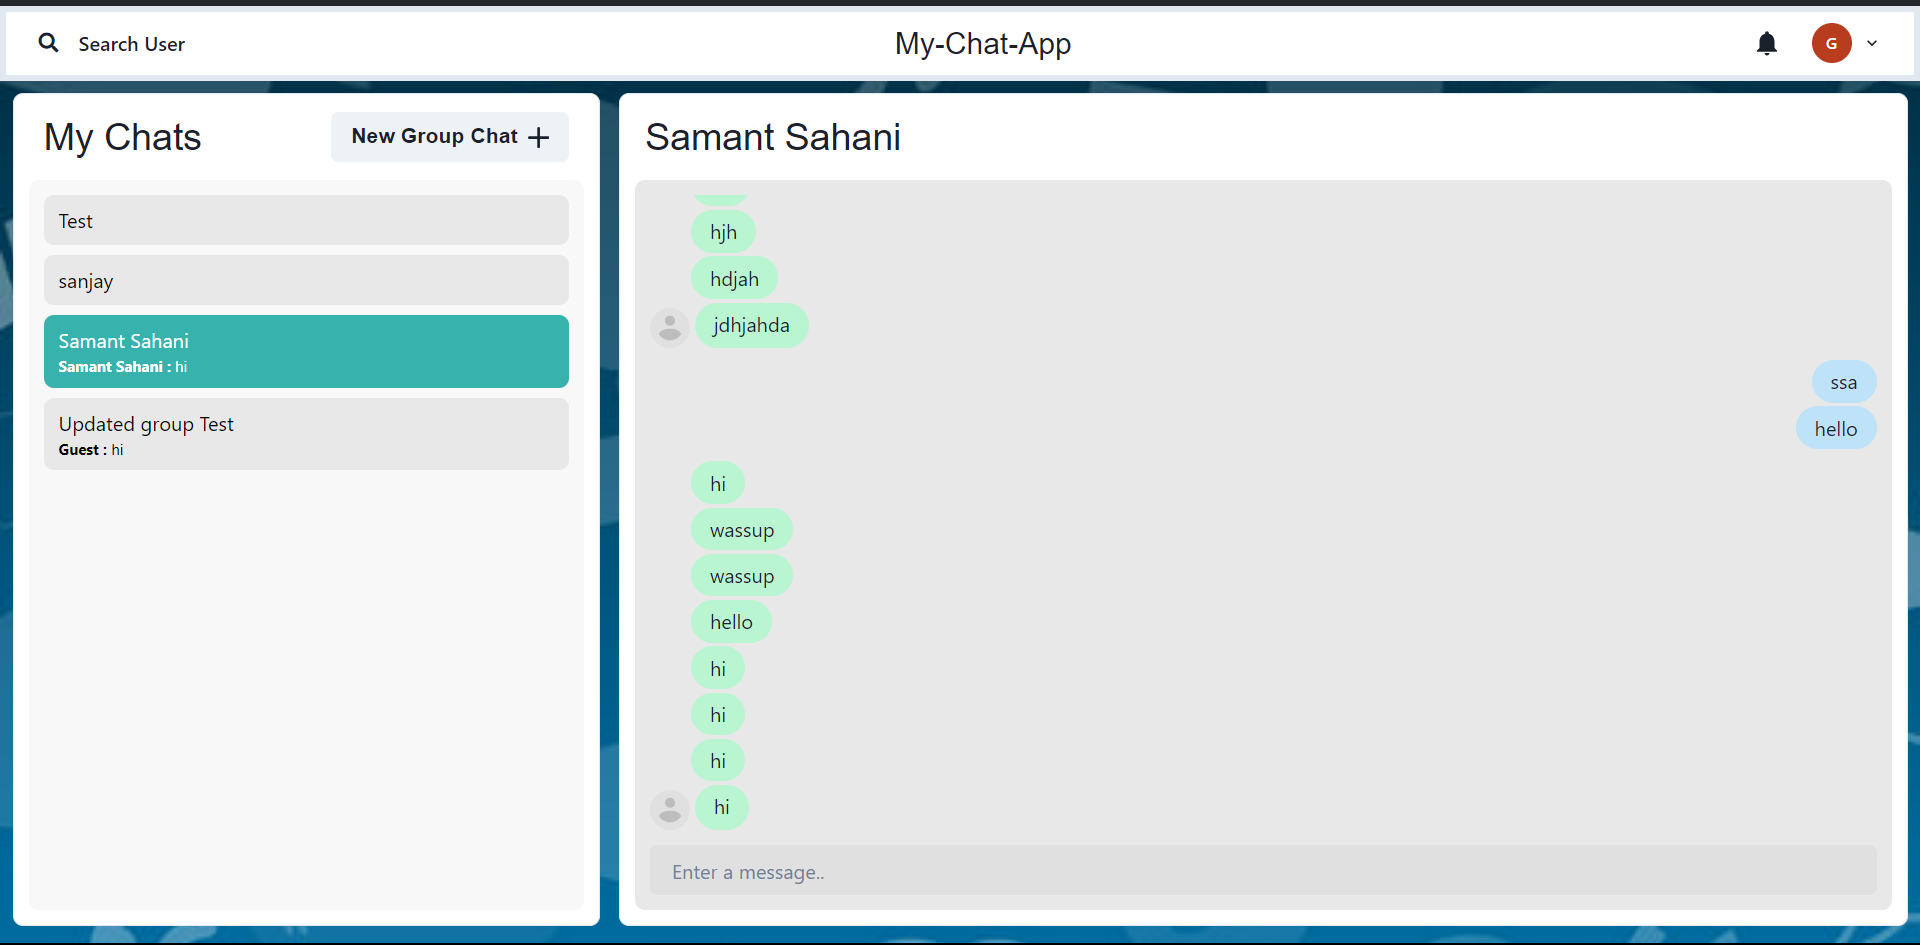 Search User
My-Chat-App
G
My Chats
New Group Chat
Test
sanjay
Samant Sahani
Samant Sahani : hi
Updated group Test
Guest : hi
Samant Sahani
hjh
hdjah
jdhjahda
ssa
hello
hi
wassup
wassup
hello
hi
hi
hi
hi
Enter a message..